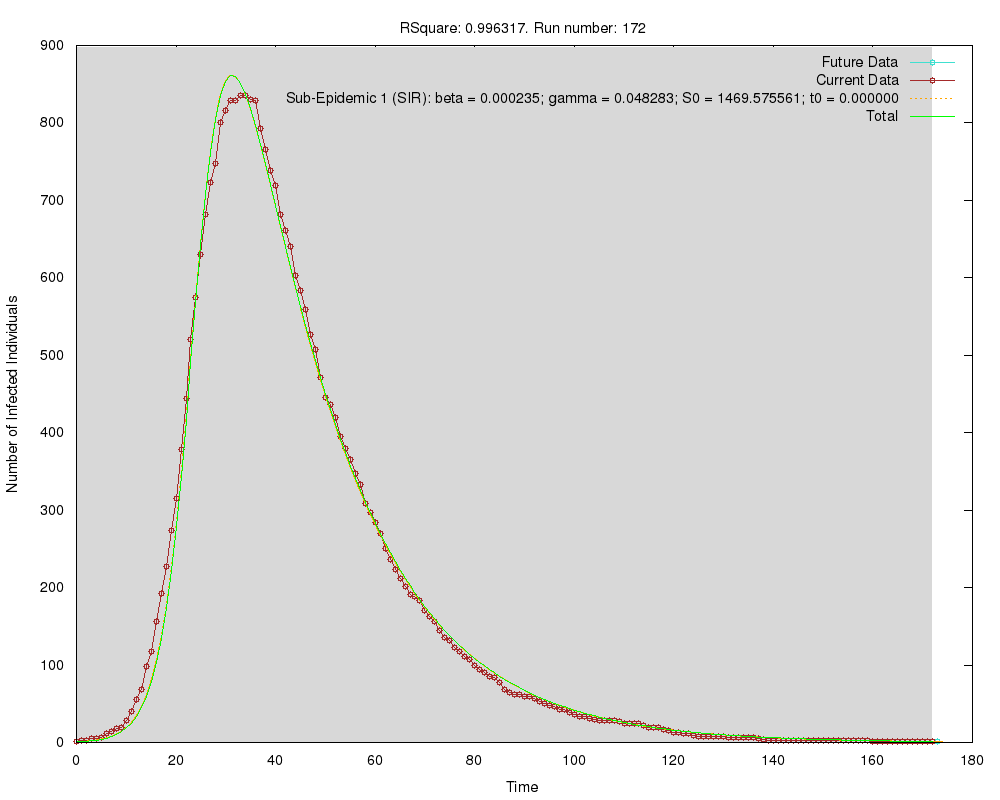 RSquare: 0.996317. Run number: 172
Future Data
Current Data
Sub-Epidemic 1 (SIR): beta = 0.000235; gamma = 0.048283; S0 = 1469.575561; t0 = 0.000000
Total
900
800
700
600
500
400
300
200
100
0
Number of Infected Individuals
0 20 40 60 80 100 120 140 160 180
Time